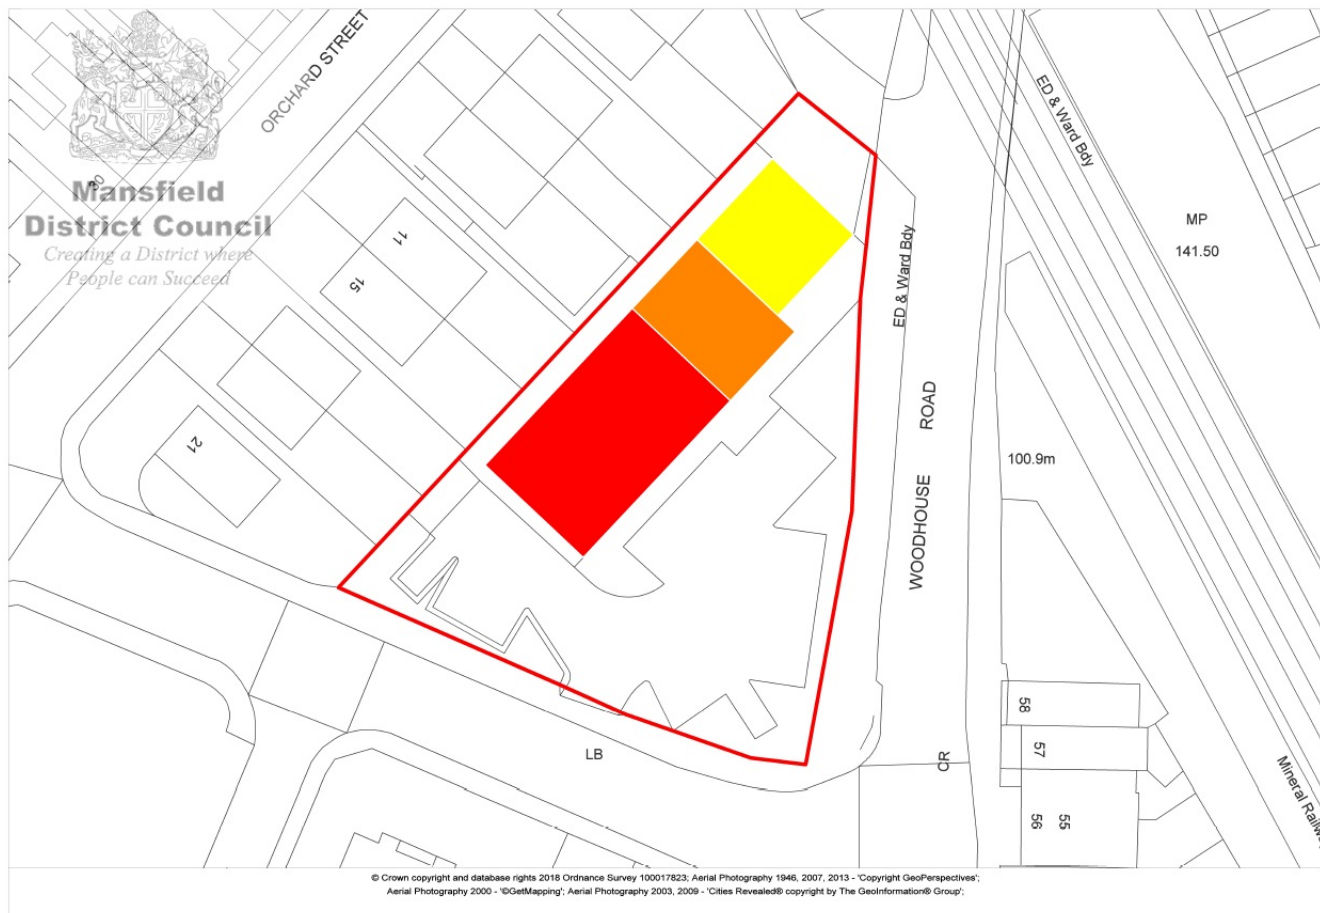 ORCHARD STREET
30
Mansfield
District Council
Creating a District where
People can Succeed
11
15
21
ED & Ward Bdy
ED & Ward Bdy
MP
141.50
WOODHOUSE ROAD
100.9m
LB
CR
58
57
56
55
Mineral Railw
© Crown copyright and database rights 2018 Ordnance Survey 100017823; Aerial Photography 1946, 2007, 2013 - 'Copyright GeoPerspectives';
Aerial Photography 2000 - '©GetMapping'; Aerial Photography 2003, 2009 - 'Cities Revealed® copyright by The GeoInformation® Group';